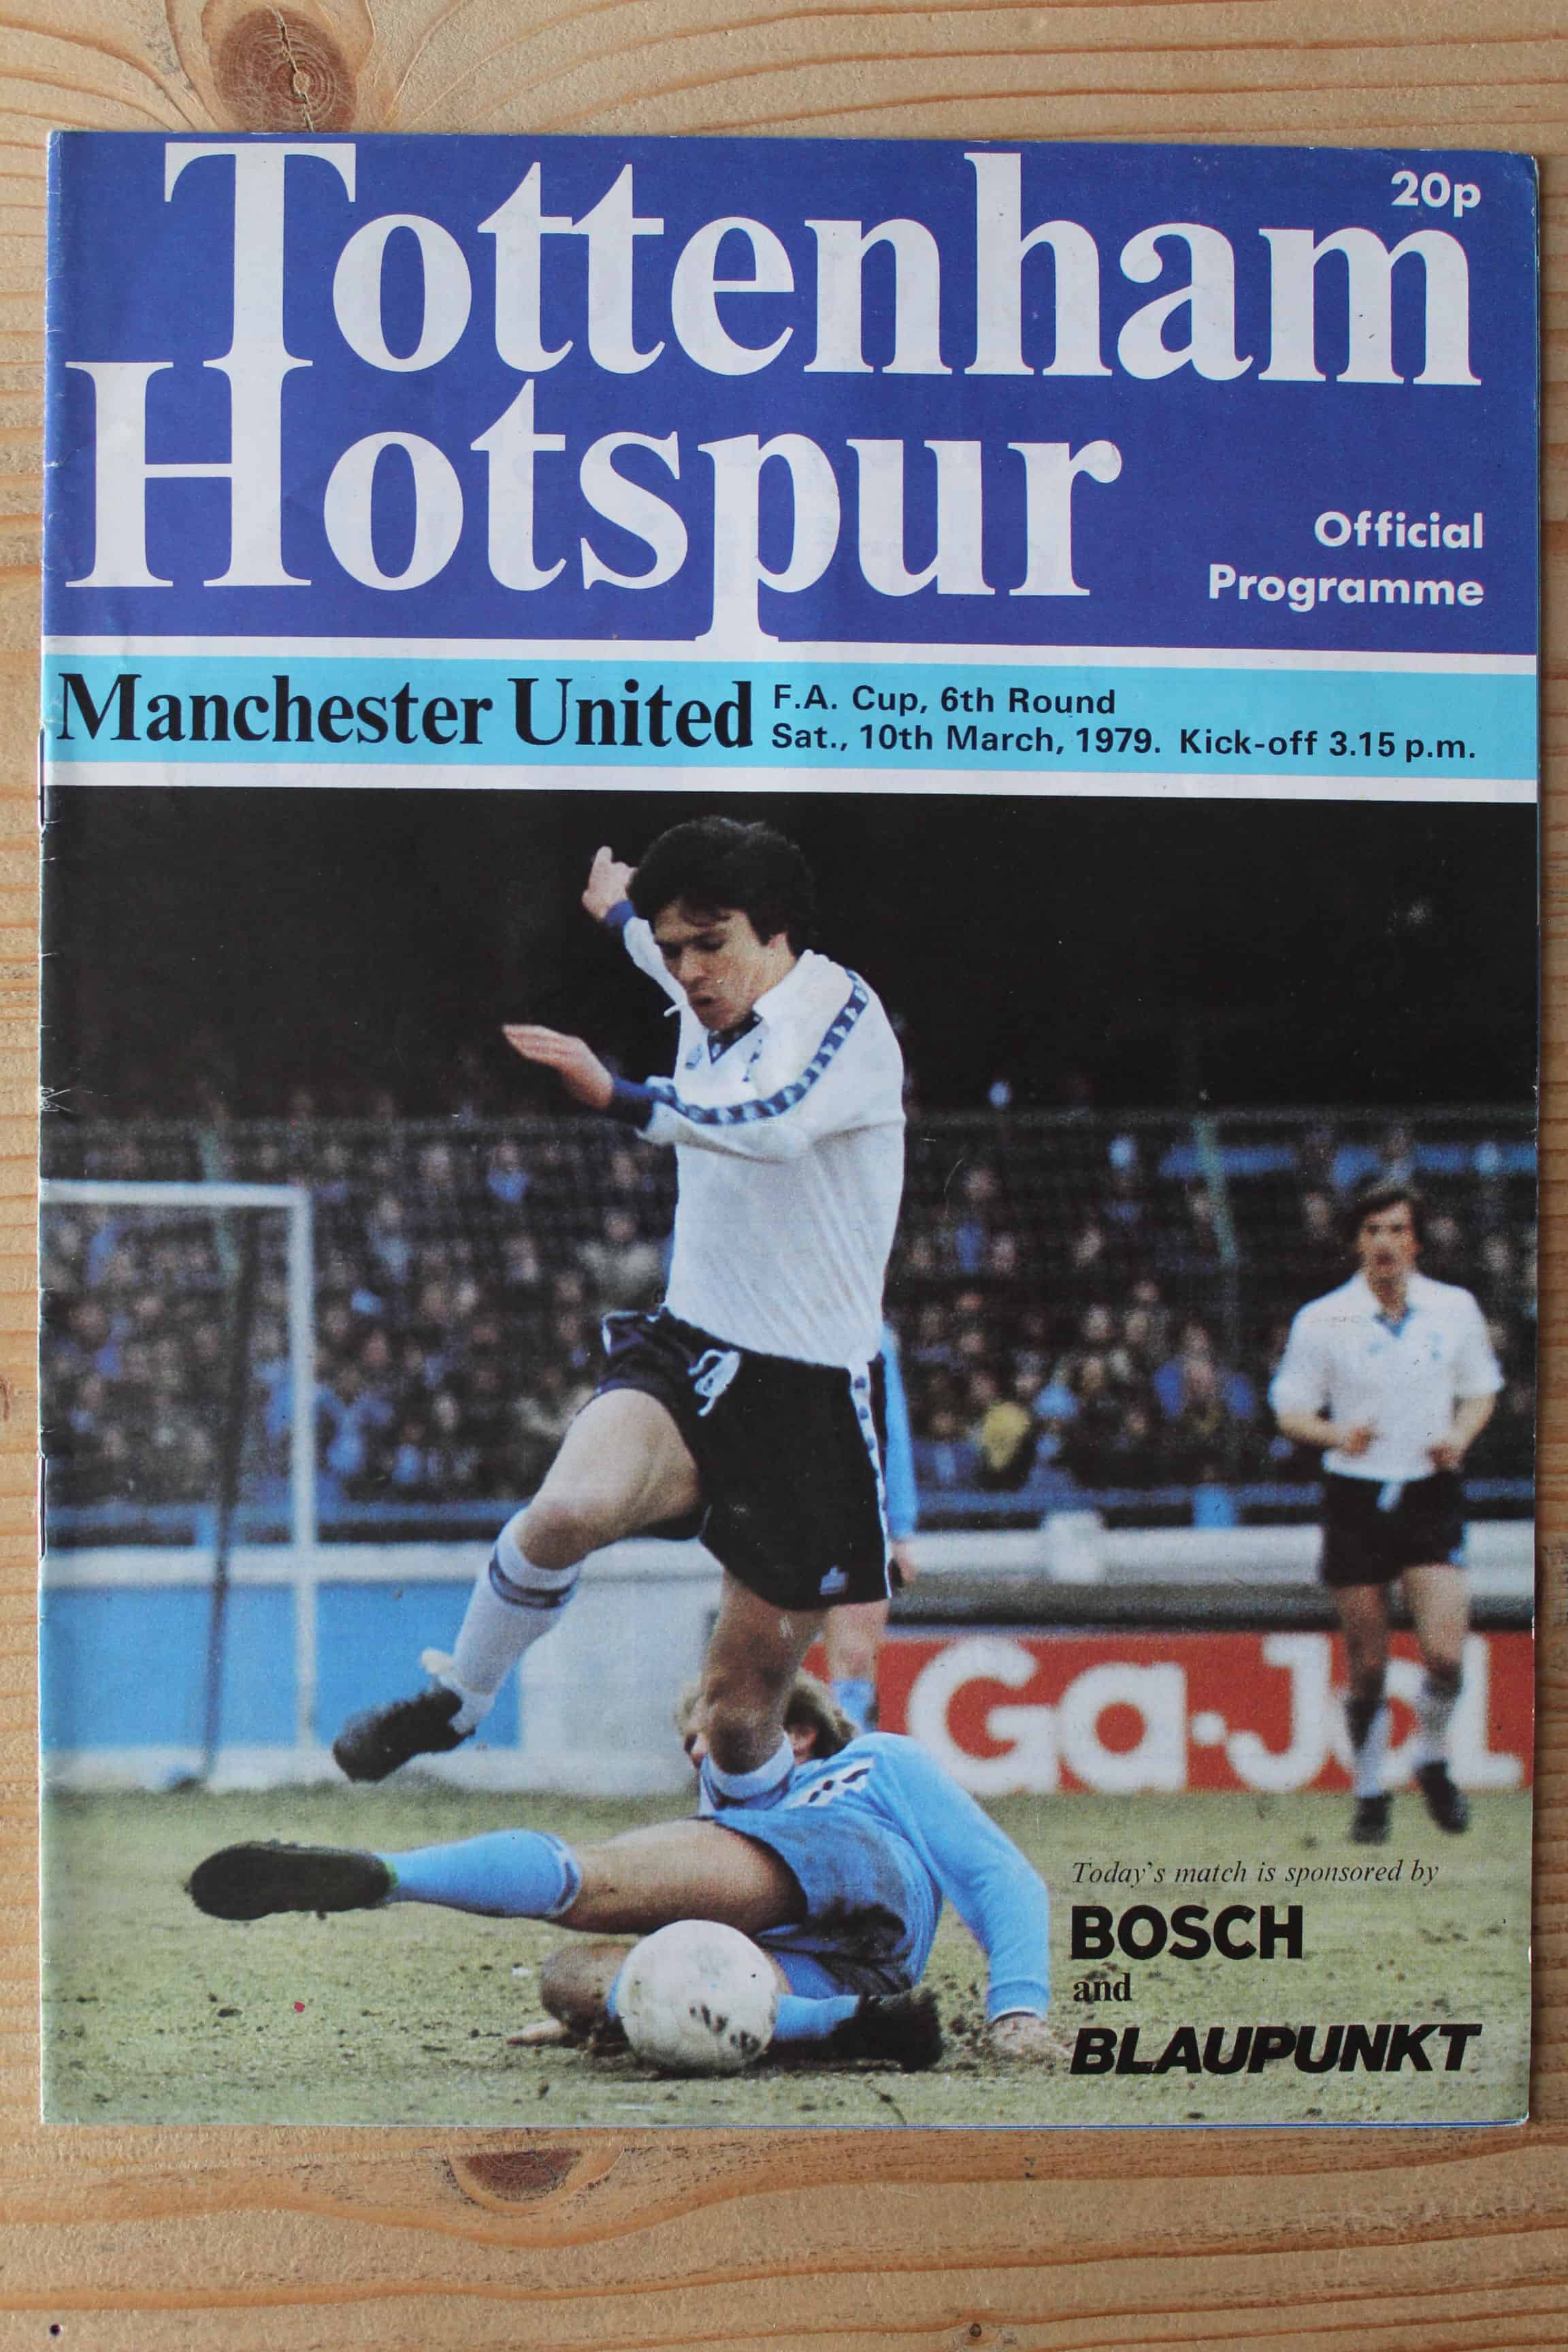 20p
Tottenham
Hotspur
Official
Programme
Manchester United
F.A. Cup, 6th Round
Sat., 10th March, 1979. Kick-off 3.15 p.m.
Ga-Jol
Today's match is sponsored by
BOSCH
and
BLAUPUNKT